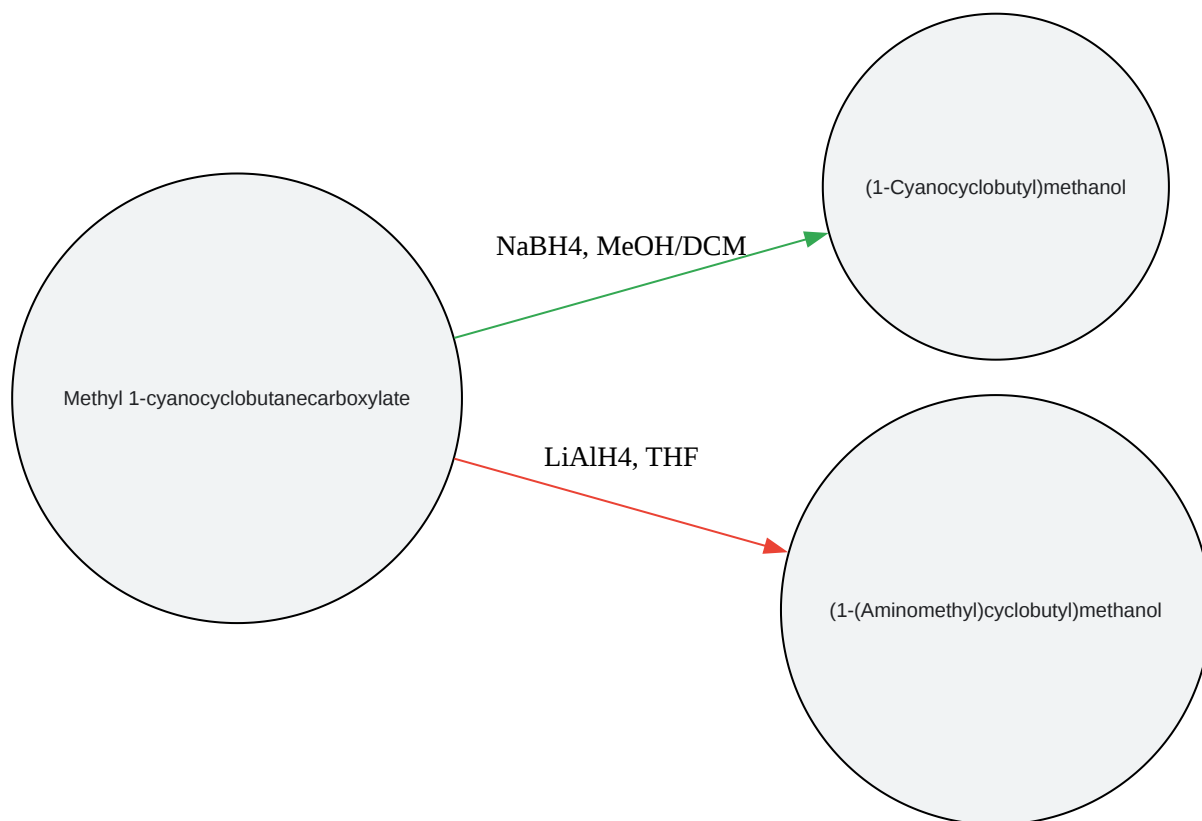 (1-Cyanocyclobutyl)methanol
NaBH4, MeOH/DCM
Methyl 1-cyanocyclobutanecarboxylate
LiAlH4, THF
(1-(Aminomethyl)cyclobutyl)methanol